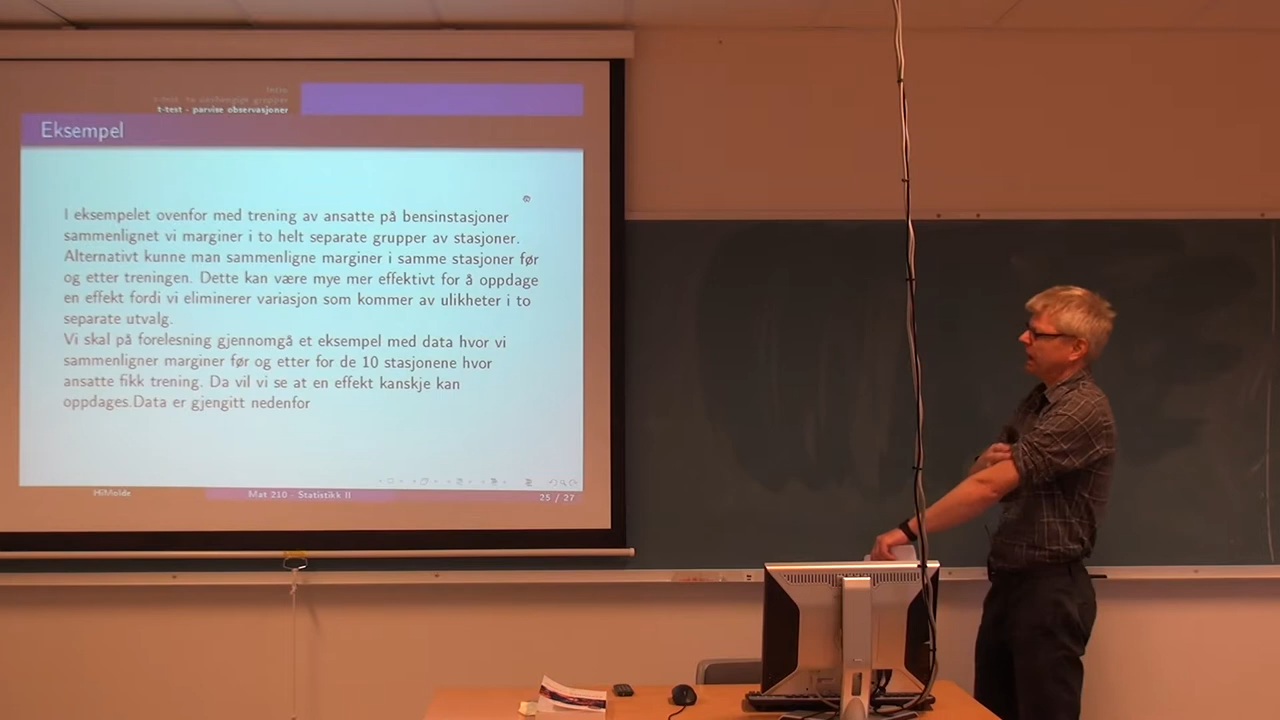 Intro
t-test, to uavhengige grupper
t-test - parvise observasjoner
Eksempel
I eksempelet ovenfor med trening av ansatte på bensinstasjoner
sammenlignet vi marginer i to helt separate grupper av stasjoner.
Alternativt kunne man sammenligne marginer i samme stasjoner før
og etter treningen. Dette kan være mye mer effektivt for å oppdage
en effekt fordi vi eliminerer variasjon som kommer av ulikheter i to
separate utvalg.
Vi skal på forelesning gjennomgå et eksempel med data hvor vi
sammenligner marginer før og etter for de 10 stasjonene hvor
ansatte fikk trening. Da vil vi se at en effekt kanskje kan
oppdages.Data er gjengitt nedenfor
HiMolde
Mat 210 - Statistikk II
25 / 27